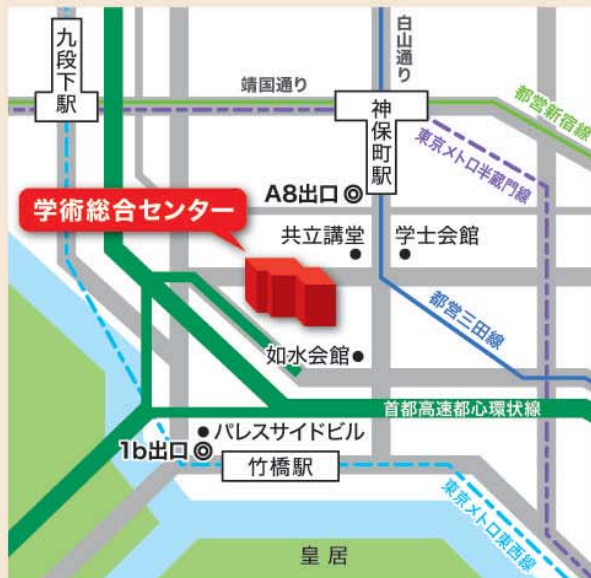 九段下駅
白山通り
靖国通り
神保町駅
都営新宿線
東京メトロ半蔵門線
A8出口
学術総合センター
共立講堂
学士会館
都営三田線
如水会館
首都高速都心環状線
パレスサイドビル
1b出口
竹橋駅
東京メトロ東西線
皇居